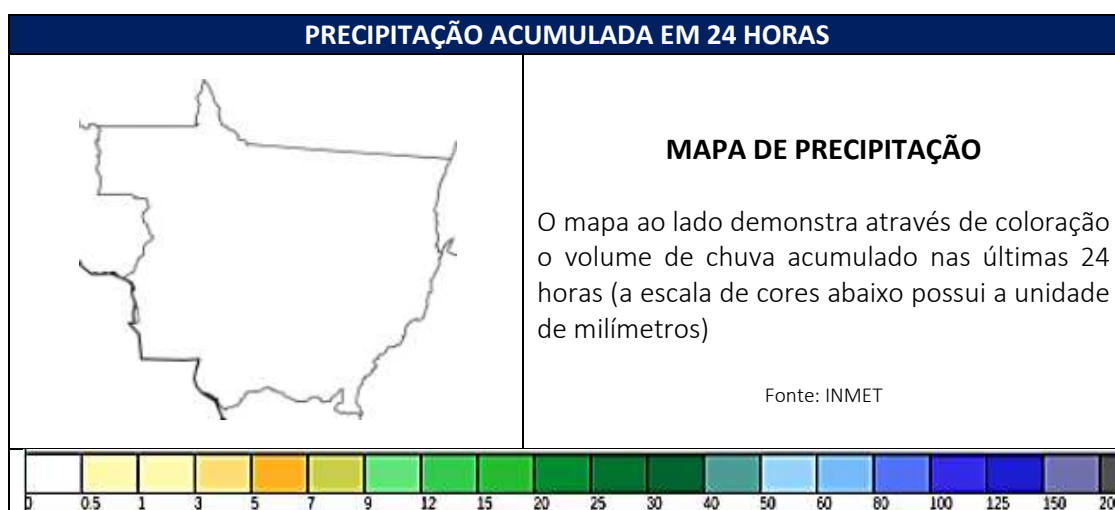 PRECIPITAÇÃO ACUMULADA EM 24 HORAS
MAPA DE PRECIPITAÇÃO
O mapa ao lado demonstra através de coloração
o volume de chuva acumulado nas últimas 24
horas (a escala de cores abaixo possui a unidade
de milímetros)
Fonte: INMET
0 0.5 1 3 5 7 9 12 15 20 25 30 40 50 60 80 100 125 150